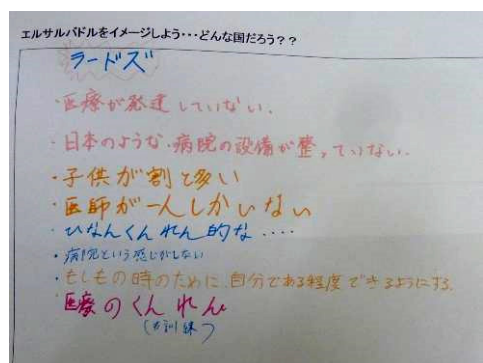 エルサルバドルをイメージしよう・・・どんな国だろう？？
ラードズ
・医療が発達していない.
・日本のような・病院の設備が整っていない.
・子供が割と多い
・医師が一人しかいない
・ひなんくんれん的な‥‥
・病院という感じがしない
・もしもの時のために、自分である程度できるようにする.
医療のくんれん
(訓練)